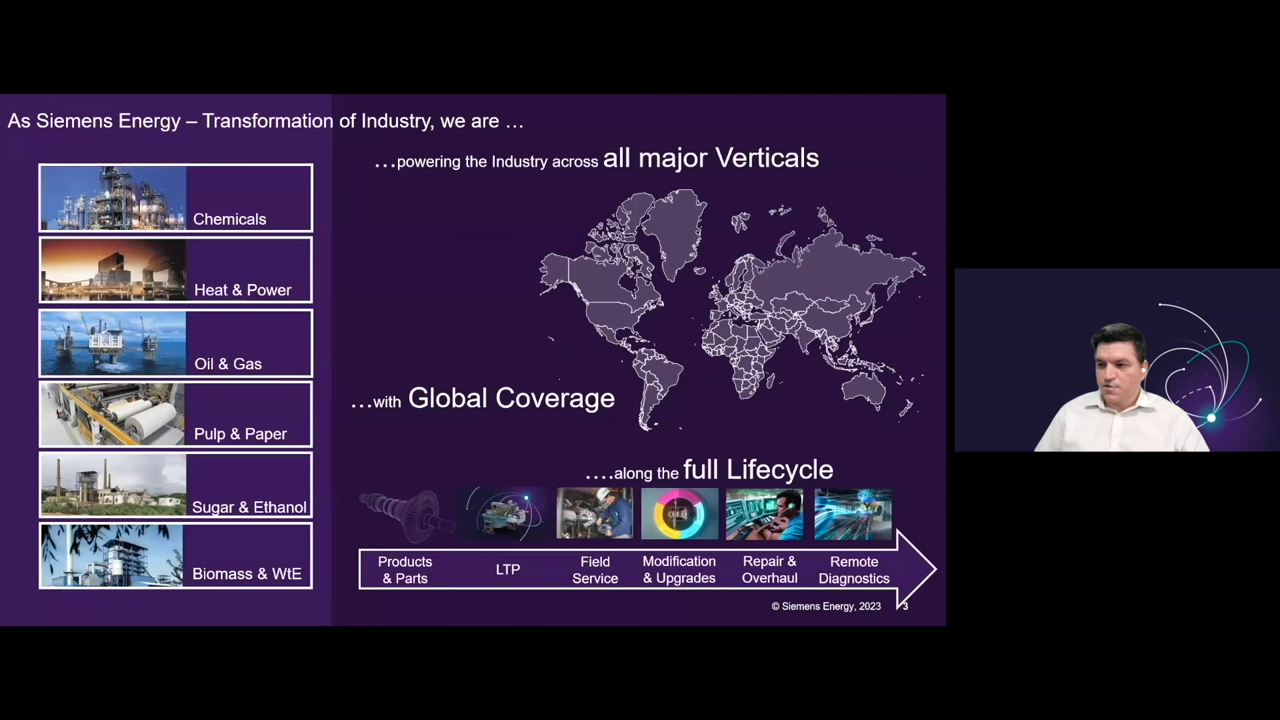 As Siemens Energy – Transformation of Industry, we are …
Chemicals
Heat & Power
Oil & Gas
Pulp & Paper
Sugar & Ethanol
Biomass & WtE
…powering the Industry across all major Verticals
…with Global Coverage
….along the full Lifecycle
Products
& Parts
LTP
Field
Service
Modification
& Upgrades
Repair &
Overhaul
Remote
Diagnostics
© Siemens Energy, 2023 3